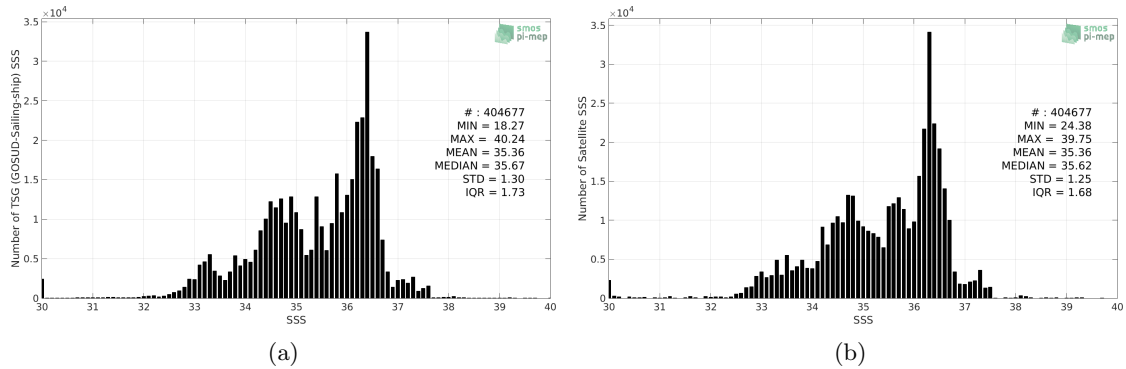 ×10⁴
3.5
3
2.5
2
1.5
1
0.5
0
Number of TSG (GOSUD-Sailing-ship) SSS
smos
pi-mep
# : 404677
MIN = 18.27
MAX = 40.24
MEAN = 35.36
MEDIAN = 35.67
STD = 1.30
IQR = 1.73
30 31 32 33 34 35 36 37 38 39 40
SSS
(a)
×10⁴
3.5
3
2.5
2
1.5
1
0.5
0
Number of Satellite SSS
smos
pi-mep
# : 404677
MIN = 24.38
MAX = 39.75
MEAN = 35.36
MEDIAN = 35.62
STD = 1.25
IQR = 1.68
30 31 32 33 34 35 36 37 38 39 40
SSS
(b)